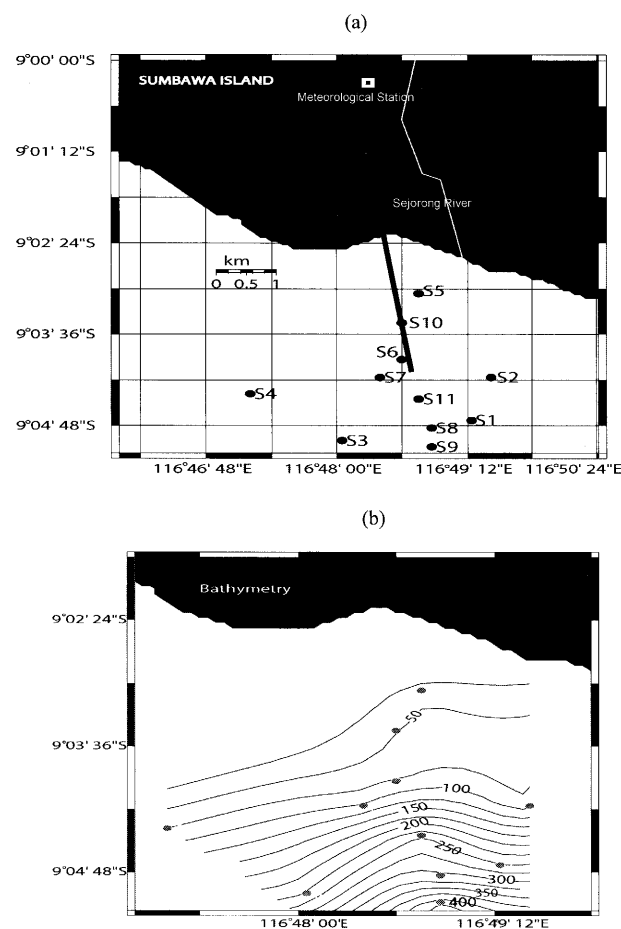 (a)
9°00' 00"S
SUMBAWA ISLAND
Meteorological Station
9°01' 12"S
Sejorong River
9°02' 24"S
km
0 0.5 1
S5
9°03' 36"S
S10
S6
S7
S2
S4
S11
9°04' 48"S
S8
S1
S3
S9
116°46' 48"E
116°48' 00"E
116°49' 12"E
116°50' 24"E
(b)
Bathymetry
9°02' 24"S
50
9°03' 36"S
100
150
200
250
9°04' 48"S
300
350
400
116°48' 00"E
116°49' 12"E